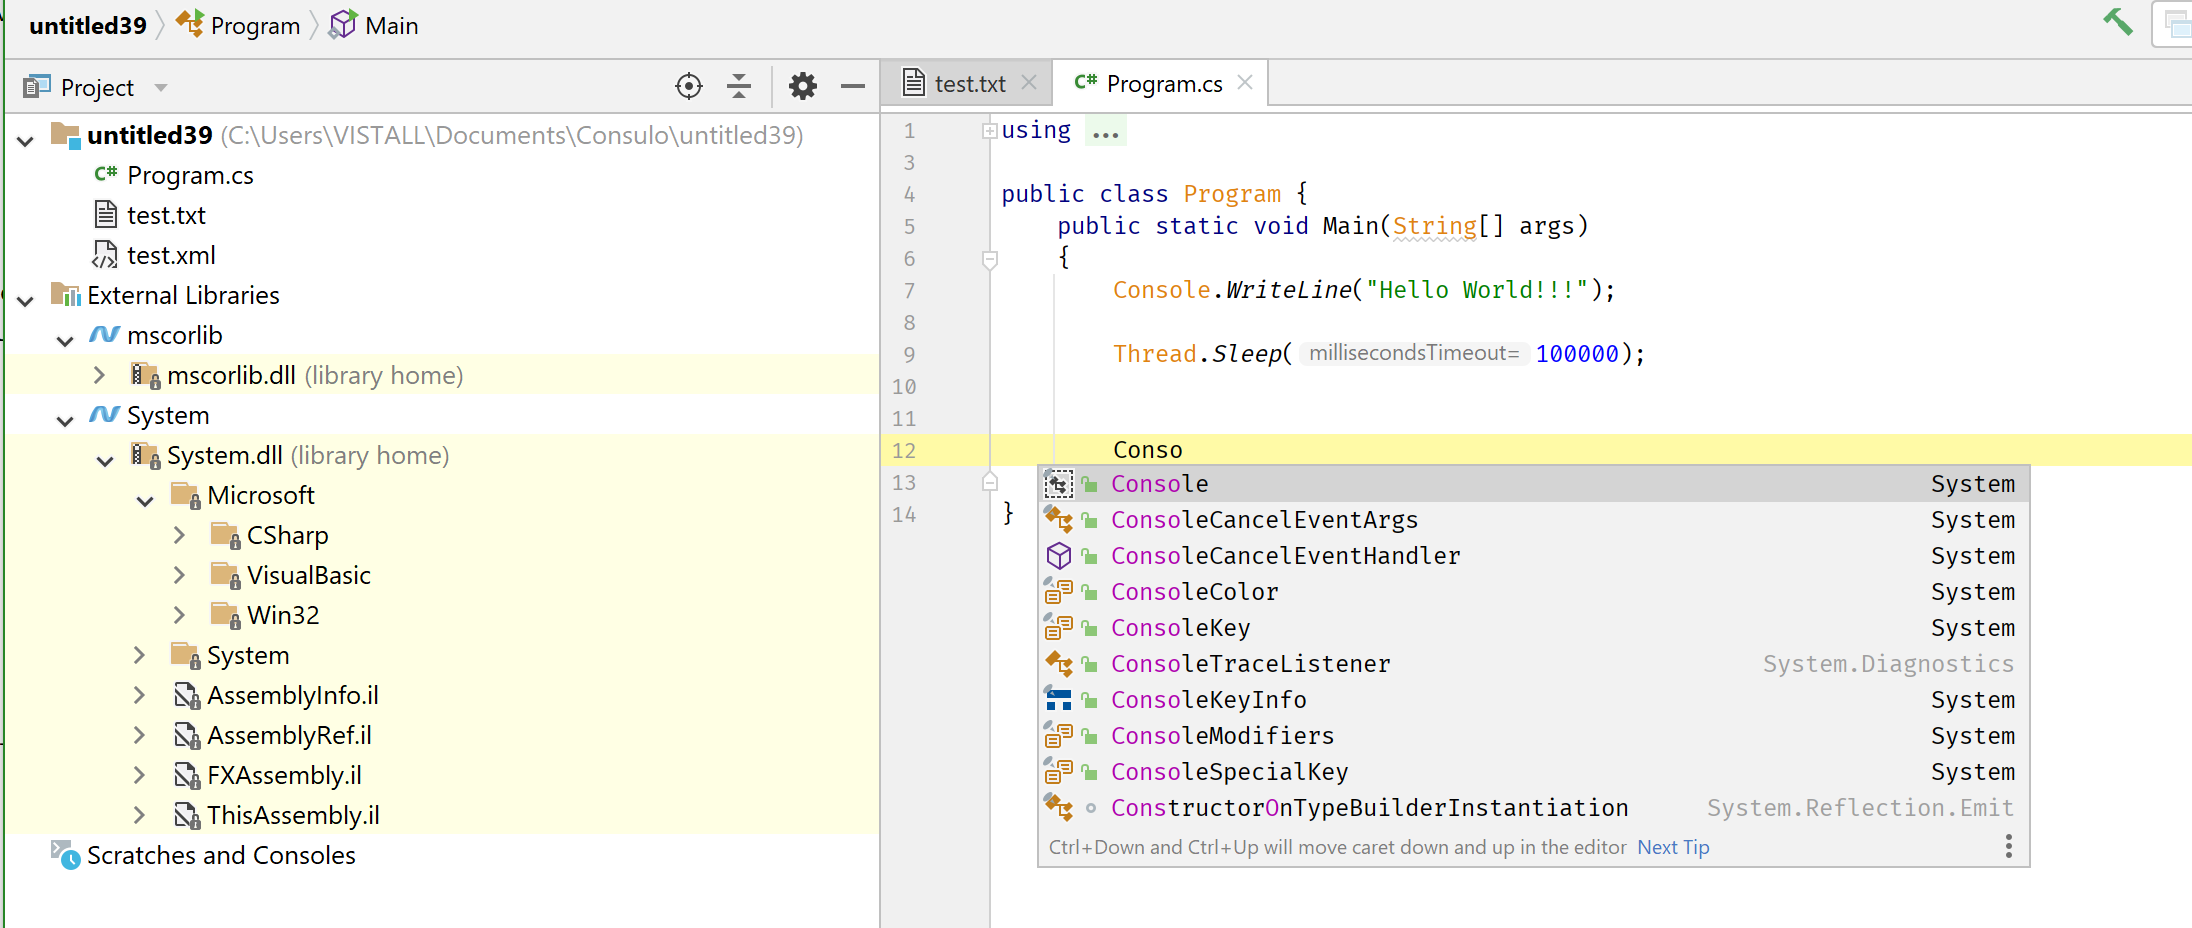 untitled39 Program Main
Project
untitled39 (C:\Users\VISTALL\Documents\Consulo\untitled39)
C# Program.cs
test.txt
test.xml
External Libraries
mscorlib
mscorlib.dll (library home)
System
System.dll (library home)
Microsoft
CSharp
VisualBasic
Win32
System
AssemblyInfo.il
AssemblyRef.il
FXAssembly.il
ThisAssembly.il
Scratches and Consoles
test.txt C# Program.cs
1 using ...
3
4 public class Program {
5 public static void Main(String[] args)
6 {
7 Console.WriteLine("Hello World!!!");
8
9 Thread.Sleep( millisecondsTimeout= 100000);
10
11
12 Conso
13
14 }
Console System
ConsoleCancelEventArgs System
ConsoleCancelEventHandler System
ConsoleColor System
ConsoleKey System
ConsoleTraceListener System.Diagnostics
ConsoleKeyInfo System
ConsoleModifiers System
ConsoleSpecialKey System
ConstructorOnTypeBuilderInstantiation System.Reflection.Emit
Ctrl+Down and Ctrl+Up will move caret down and up in the editor Next Tip